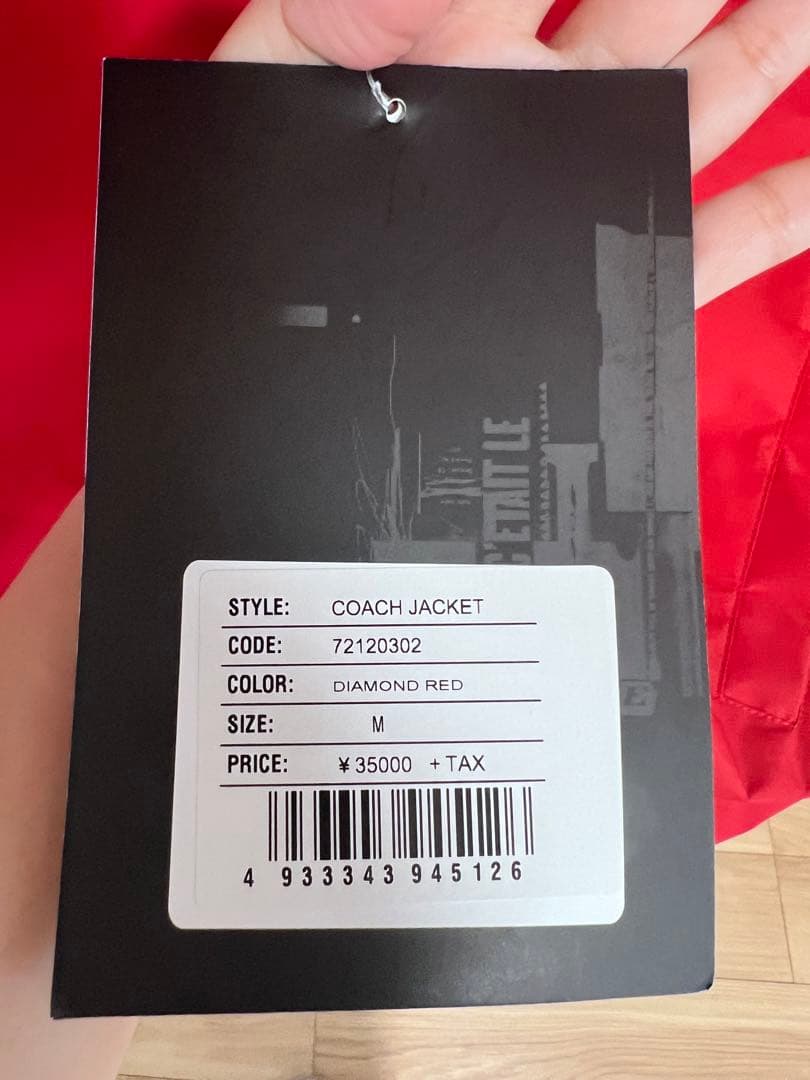 C'ETAIT LE
STYLE: COACH JACKET
CODE: 72120302
COLOR: DIAMOND RED
SIZE: M
PRICE: ¥35000 +TAX
4 933343 945126